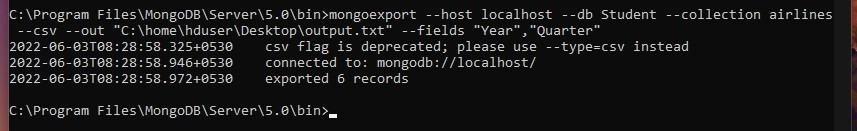 C:\Program Files\MongoDB\Server\5.0\bin>mongoexport --host localhost --db Student --collection airlines
--csv --out "C:\home\hduser\Desktop\output.txt" --fields "Year","Quarter"
2022-06-03T08:28:58.325+0530    csv flag is deprecated; please use --type=csv instead
2022-06-03T08:28:58.946+0530    connected to: mongodb://localhost/
2022-06-03T08:28:58.972+0530    exported 6 records
C:\Program Files\MongoDB\Server\5.0\bin>